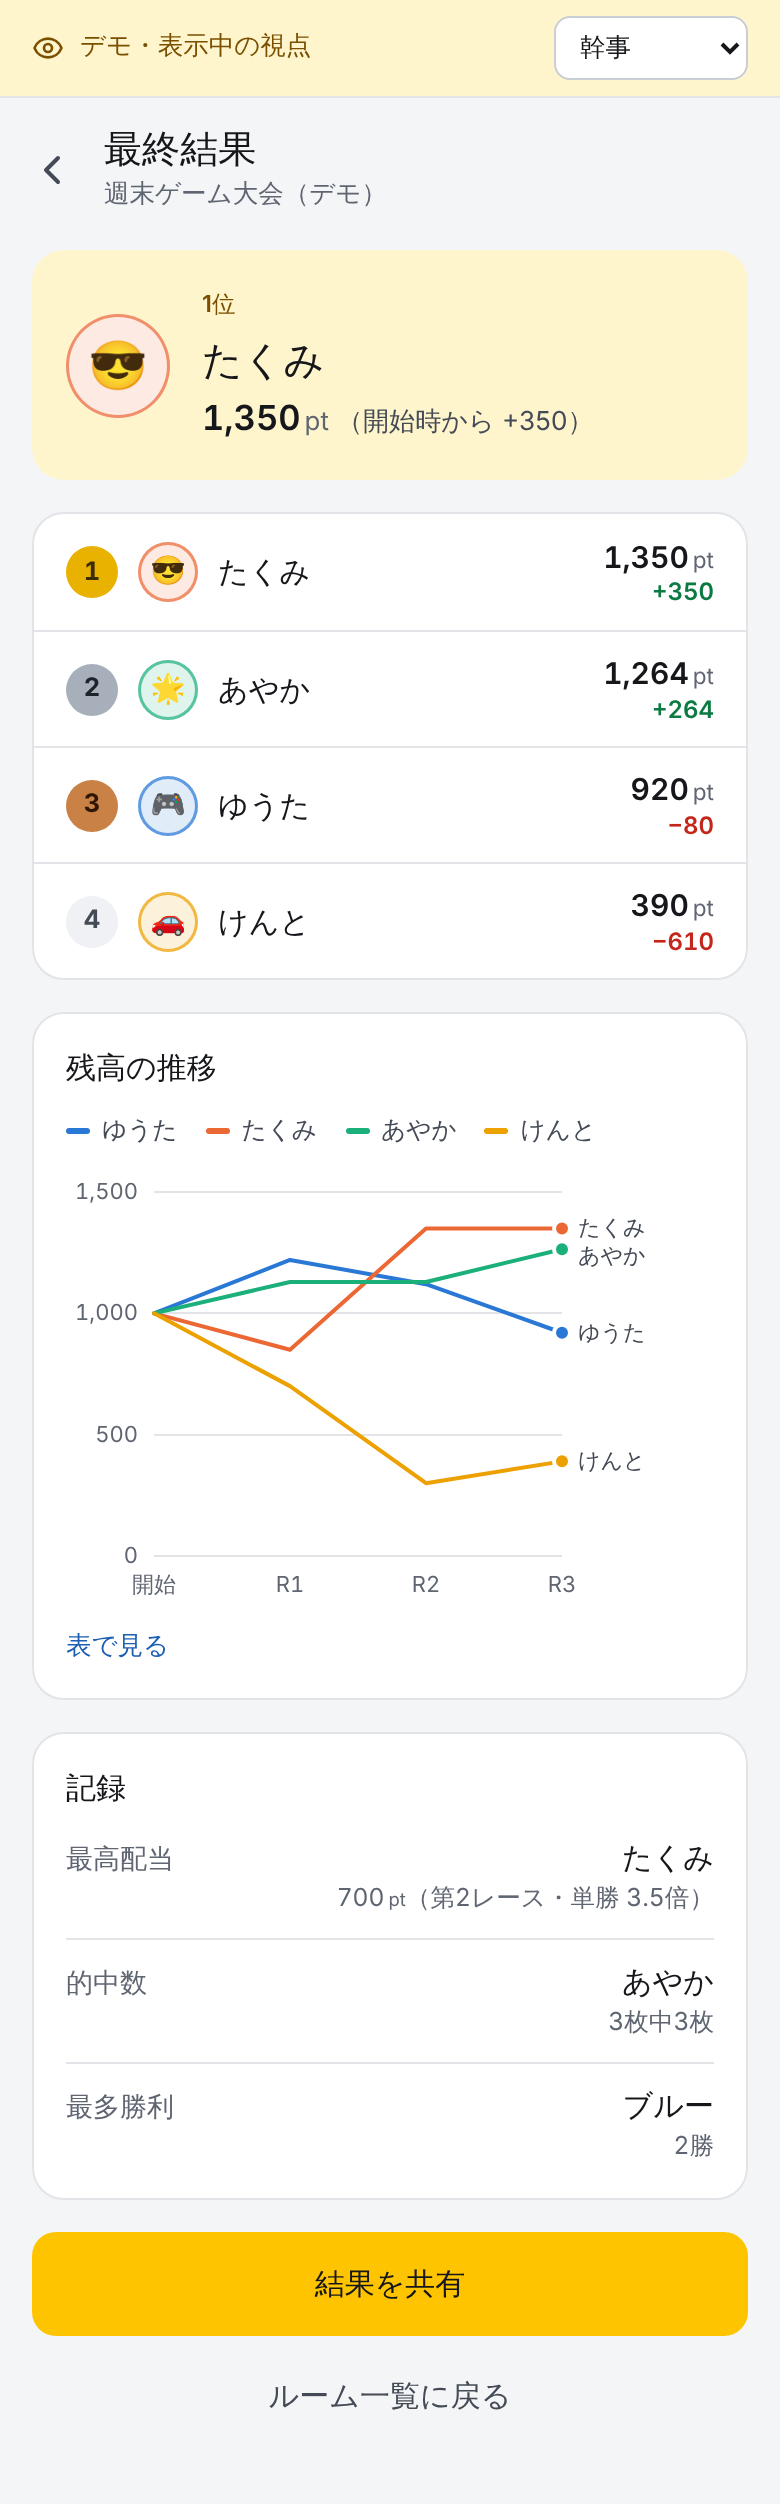 デモ・表示中の視点
幹事
最終結果
週末ゲーム大会（デモ）
1位
たくみ
1,350 pt （開始時から +350）
1 たくみ 1,350 pt
+350
2 あやか 1,264 pt
+264
3 ゆうた 920 pt
−80
4 けんと 390 pt
−610
残高の推移
ゆうた たくみ あやか けんと
1,500
たくみ
あやか
1,000
ゆうた
500
けんと
0
開始 R1 R2 R3
表で見る
記録
最高配当 たくみ
700 pt（第2レース・単勝 3.5倍）
的中数 あやか
3枚中3枚
最多勝利 ブルー
2勝
結果を共有
ルーム一覧に戻る